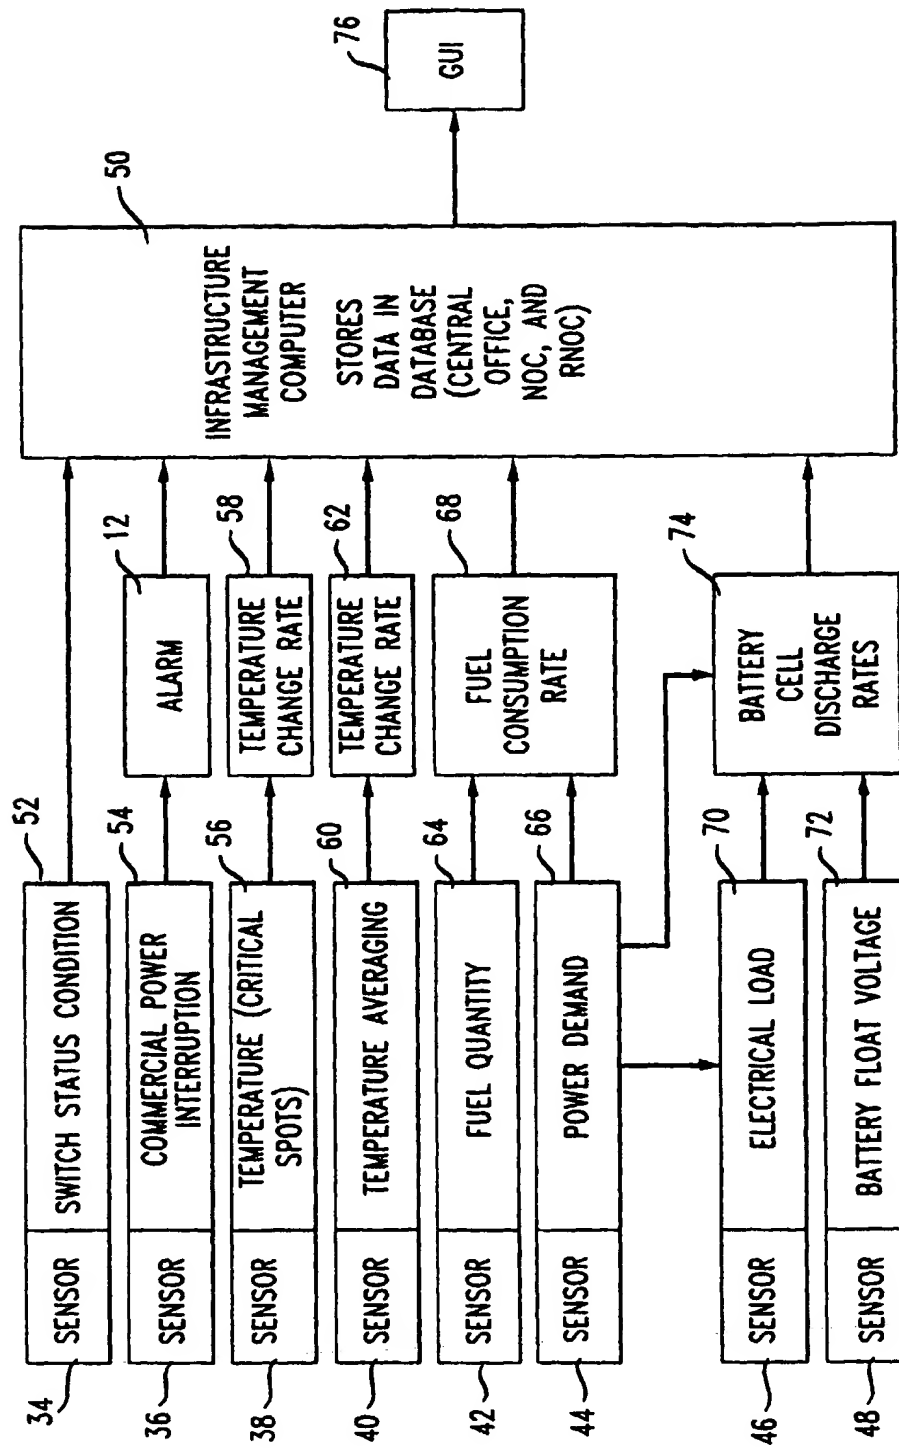 34
SENSOR
SWITCH STATUS CONDITION
52
36
SENSOR
COMMERCIAL POWER
INTERRUPTION
54
ALARM
12
38
SENSOR
TEMPERATURE (CRITICAL
SPOTS)
56
TEMPERATURE
CHANGE RATE
58
40
SENSOR
TEMPERATURE AVERAGING
60
TEMPERATURE
CHANGE RATE
62
42
SENSOR
FUEL QUANTITY
64
FUEL
CONSUMPTION
RATE
68
44
SENSOR
POWER DEMAND
66
46
SENSOR
ELECTRICAL LOAD
70
BATTERY
CELL
DISCHARGE
RATES
74
48
SENSOR
BATTERY FLOAT VOLTAGE
72
INFRASTRUCTURE
MANAGEMENT
COMPUTER
STORES
DATA IN
DATABASE
(CENTRAL
OFFICE,
NOC, AND
RNOC)
50
GUI
76